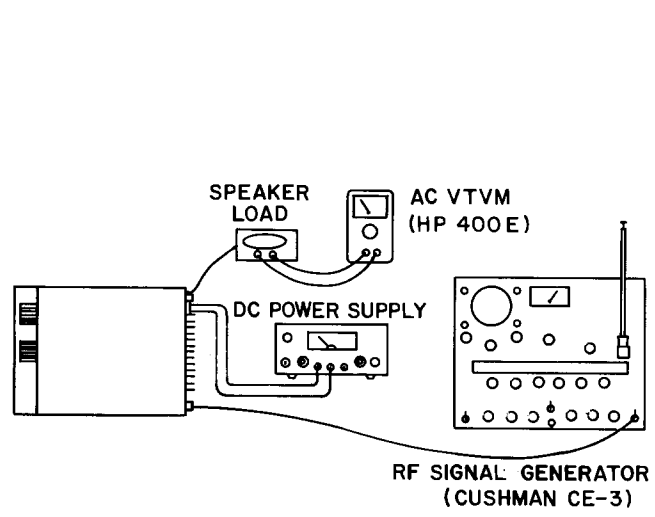 SPEAKER
LOAD
AC VTVM
(HP 400E)
DC POWER SUPPLY
RF SIGNAL GENERATOR
(CUSHMAN CE-3)